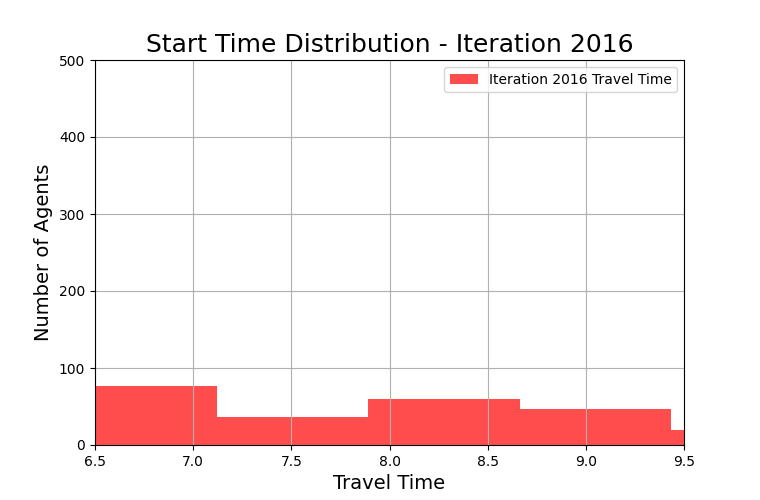 Start Time Distribution - Iteration 2016
500
400
300
200
100
0
Number of Agents
Iteration 2016 Travel Time
6.5 7.0 7.5 8.0 8.5 9.0 9.5
Travel Time